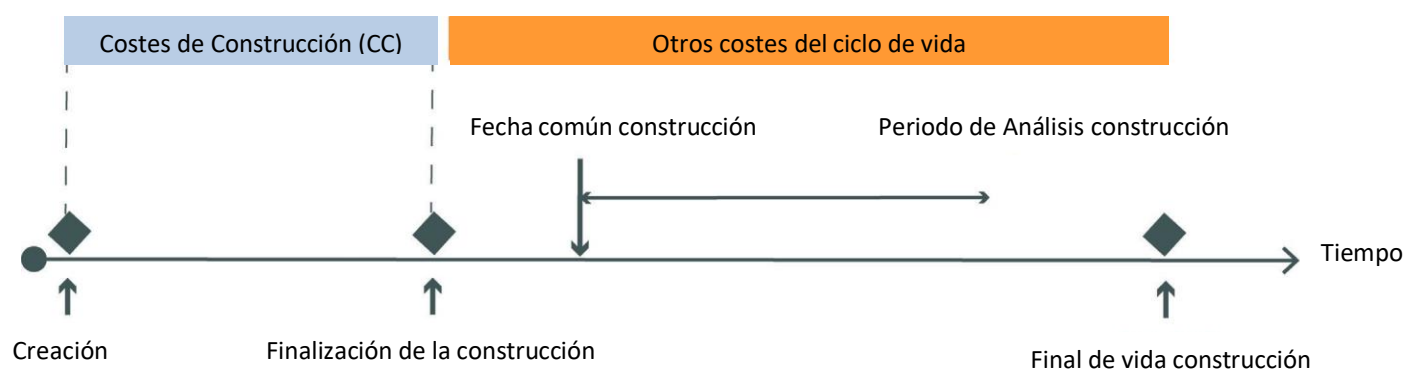 Costes de Construcción (CC)
Otros costes del ciclo de vida
Fecha común construcción
Periodo de Análisis construcción
Tiempo
Creación
Finalización de la construcción
Final de vida construcción